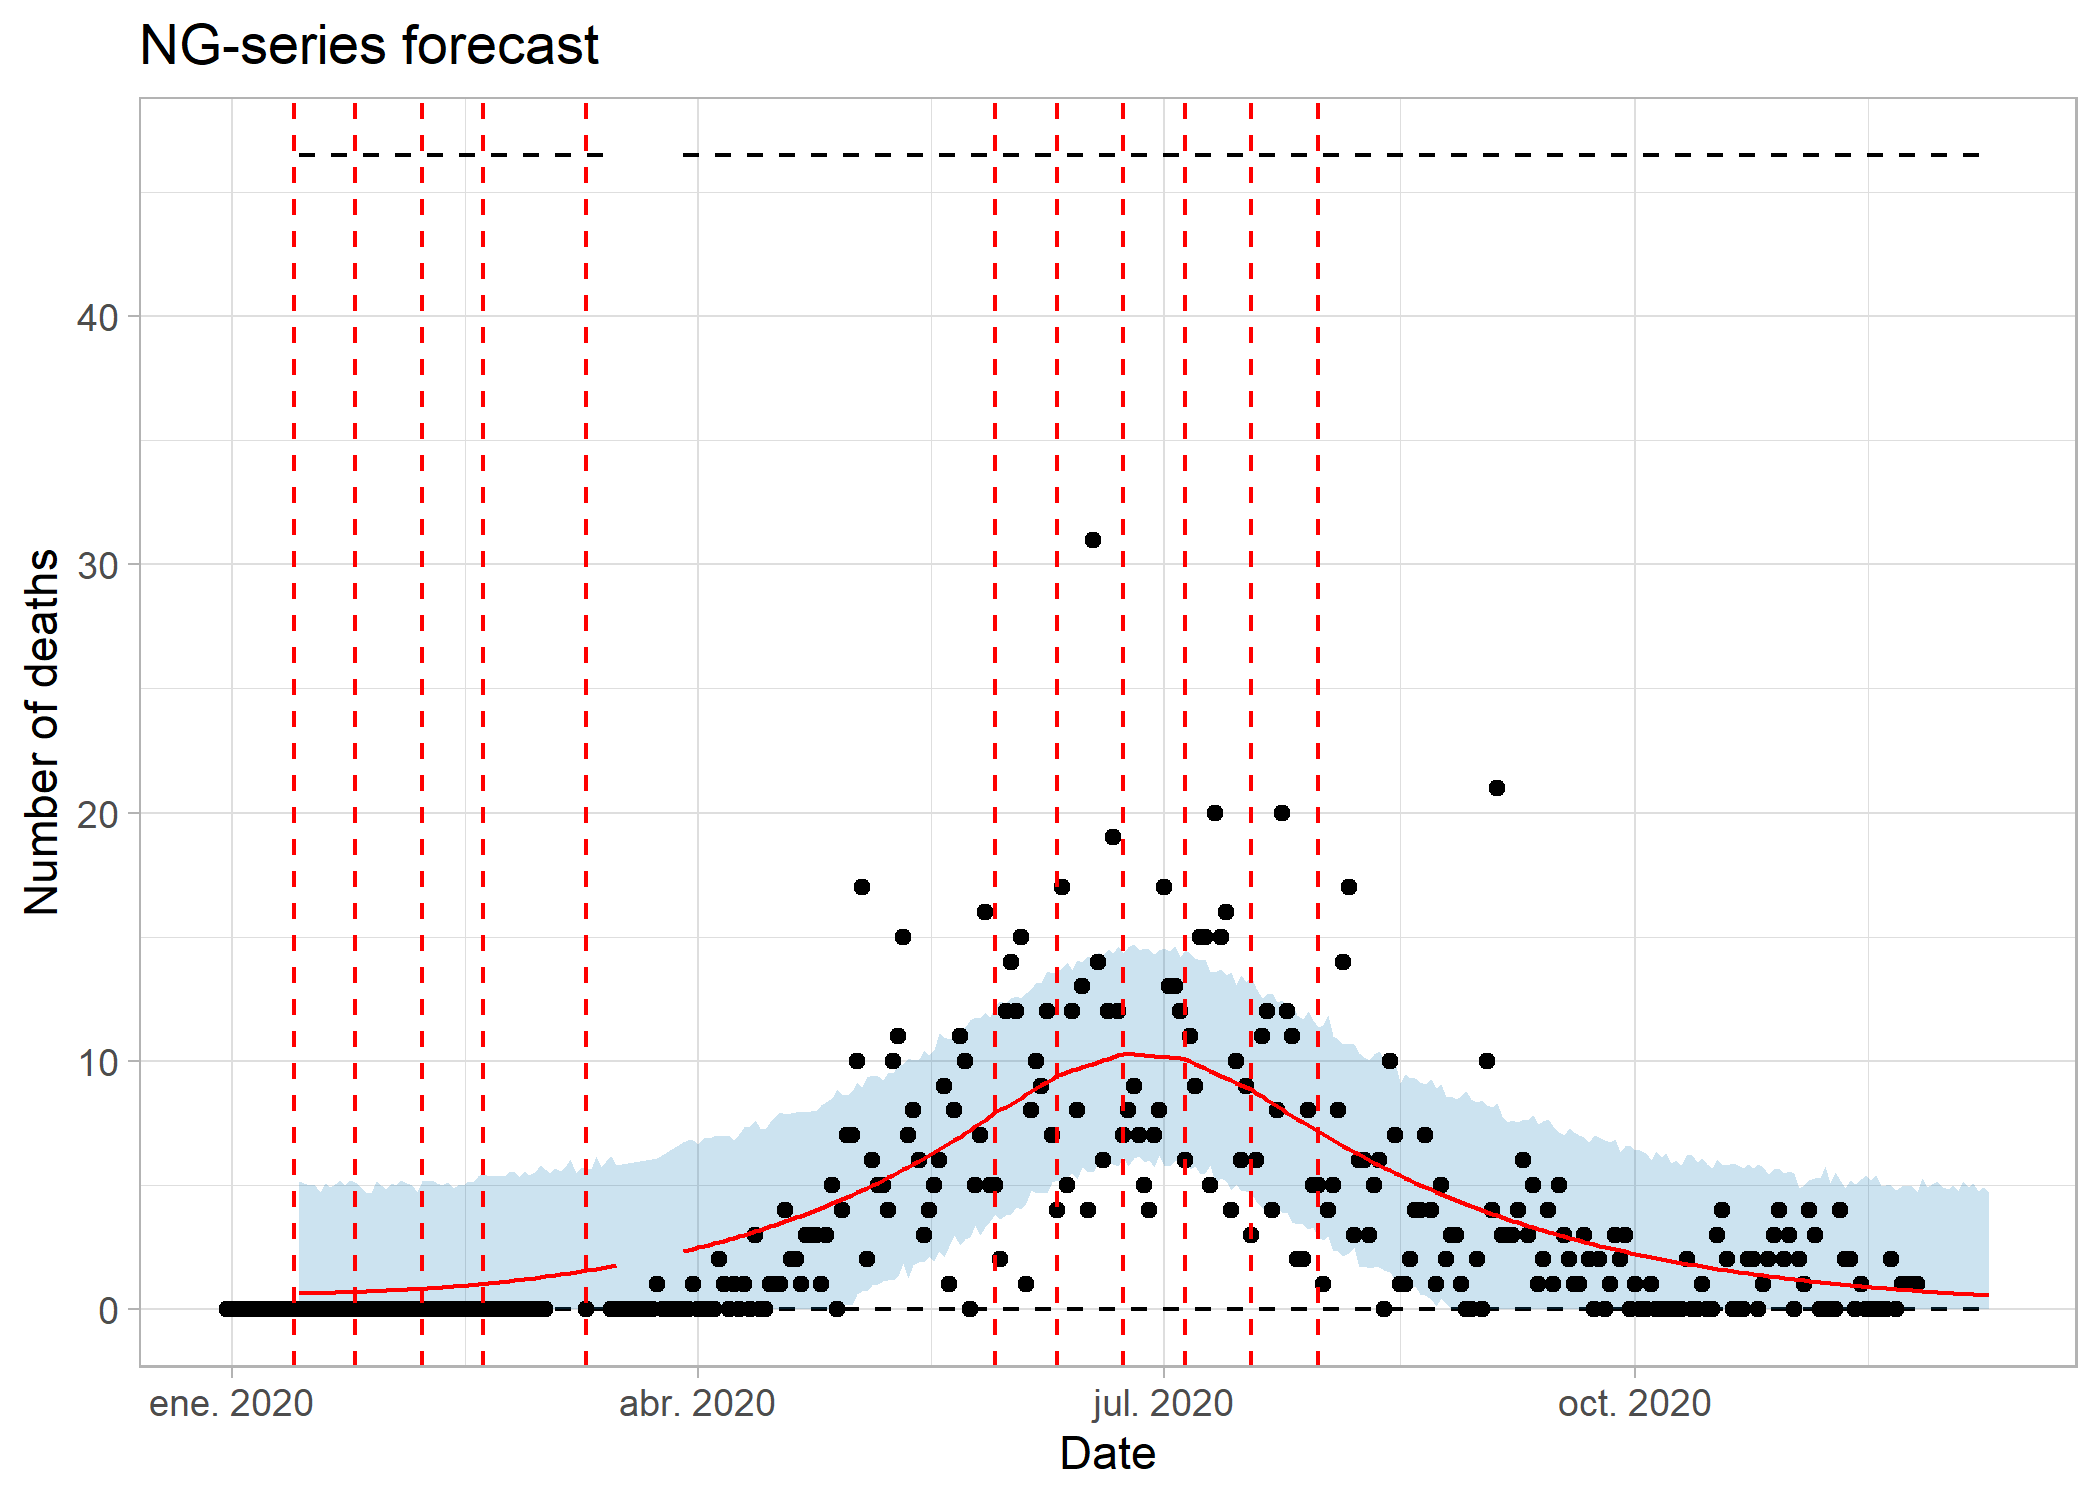 NG-series forecast
Number of deaths
40
30
20
10
0
ene. 2020
abr. 2020
jul. 2020
oct. 2020
Date